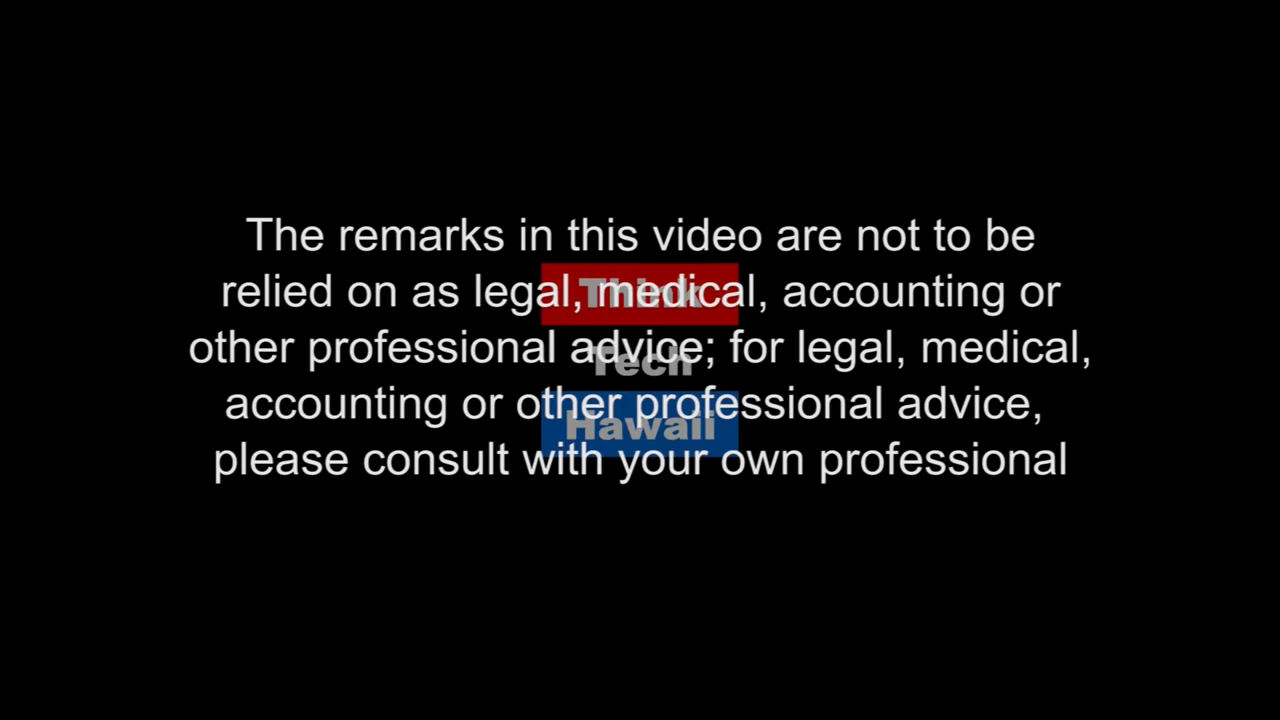 The remarks in this video are not to be
relied on as legal, medical, accounting or
other professional advice; for legal, medical,
accounting or other professional advice,
please consult with your own professional
Think
Tech
Hawaii